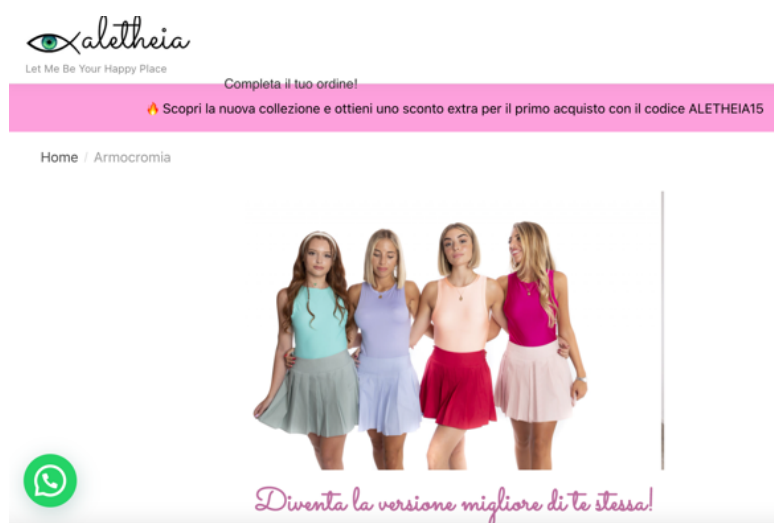 aletheia
Let Me Be Your Happy Place
Completa il tuo ordine!
🔥 Scopri la nuova collezione e ottieni uno sconto extra per il primo acquisto con il codice ALETHEIA15
Home / Armocromia
Diventa la versione migliore di te stessa!